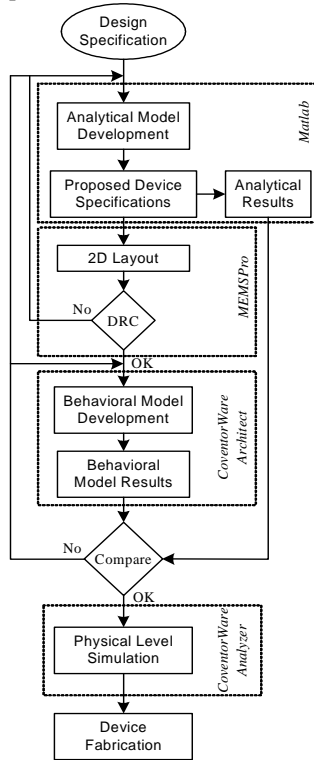 Design
Specification
Matlab
Analytical Model
Development
Proposed Device
Specifications
Analytical
Results
MEMSPro
2D Layout
No
DRC
OK
CoventorWare
Architect
Behavioral Model
Development
Behavioral
Model Results
No
Compare
OK
CoventorWare
Analyzer
Physical Level
Simulation
Device
Fabrication